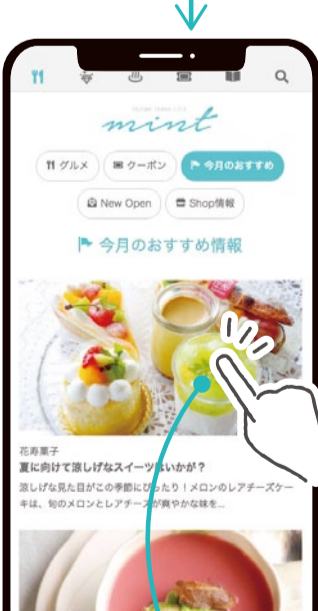 mint
グルメ
クーポン
今月のおすすめ
New Open
Shop情報
今月のおすすめ情報
花寿菓子
夏に向けて涼しげなスイーツはいかが？
涼しげな見た目がこの季節にぴったり！メロンのレアチーズケー
キは、旬のメロンとレアチーズが爽やかな味を...